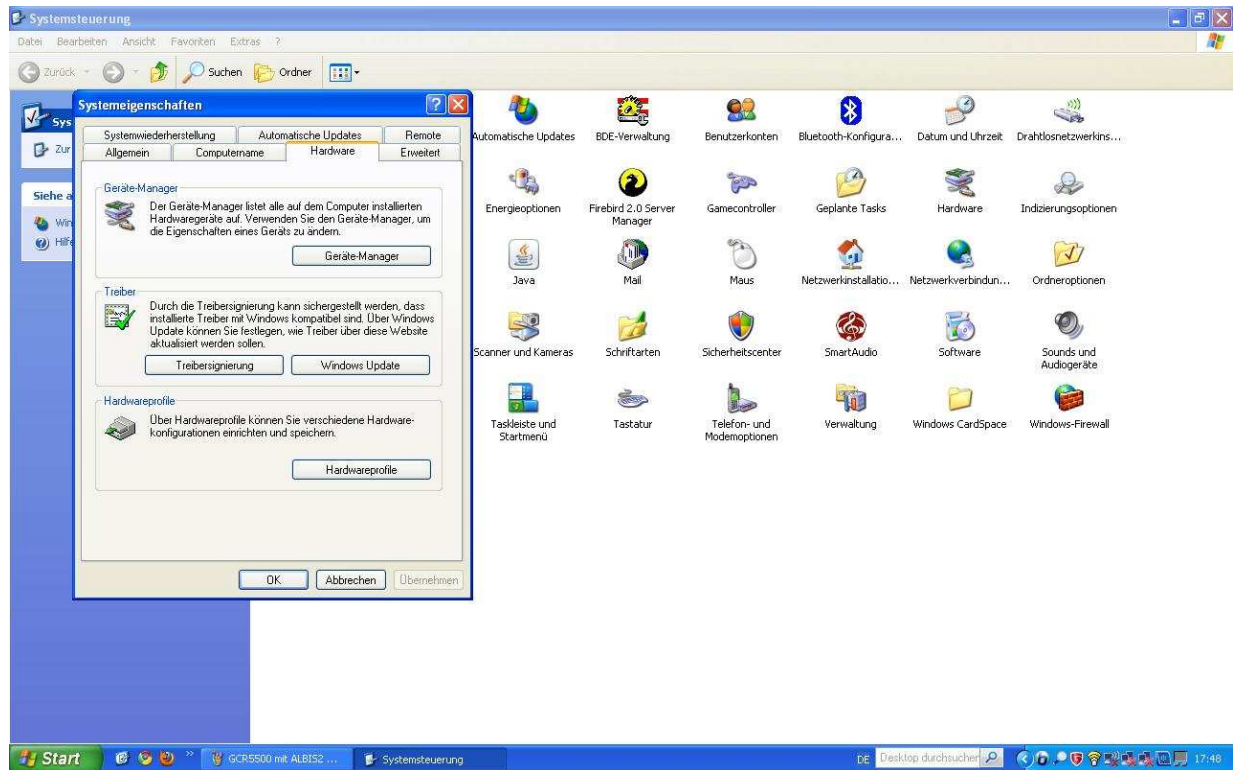 Systemsteuerung
Datei Bearbeiten Ansicht Favoriten Extras ?
Zurück Suchen Ordner
Sys
Zur
Siehe a
Win
Hilfe
Systemeigenschaften
Systemwiederherstellung Automatische Updates Remote
Allgemein Computername Hardware Erweitert
Geräte-Manager
Der Geräte-Manager listet alle auf dem Computer installierten
Hardwaregeräte auf. Verwenden Sie den Geräte-Manager, um
die Eigenschaften eines Geräts zu ändern.
Geräte-Manager
Treiber
Durch die Treibersignierung kann sichergestellt werden, dass
installierte Treiber mit Windows kompatibel sind. Über Windows
Update können Sie festlegen, wie Treiber über diese Website
aktualisiert werden sollen.
Treibersignierung Windows Update
Hardwareprofile
Über Hardwareprofile können Sie verschiedene Hardware-
konfigurationen einrichten und speichern.
Hardwareprofile
OK Abbrechen Übernehmen
Automatische Updates BDE-Verwaltung Benutzerkonten Bluetooth-Konfigura... Datum und Uhrzeit Drahtlosnetzwerkins...
Energieoptionen Firebird 2.0 Server Manager Gamecontroller Geplante Tasks Hardware Indizierungsoptionen
Java Mail Maus Netzwerkinstallatio... Netzwerkverbindun... Ordneroptionen
Scanner und Kameras Schriftarten Sicherheitscenter SmartAudio Software Sounds und Audiogeräte
Taskleiste und Startmenü Tastatur Telefon- und Modemoptionen Verwaltung Windows CardSpace Windows-Firewall
Start GCR5500 mit ALBIS2 ... Systemsteuerung DE Desktop durchsuchen 17:48